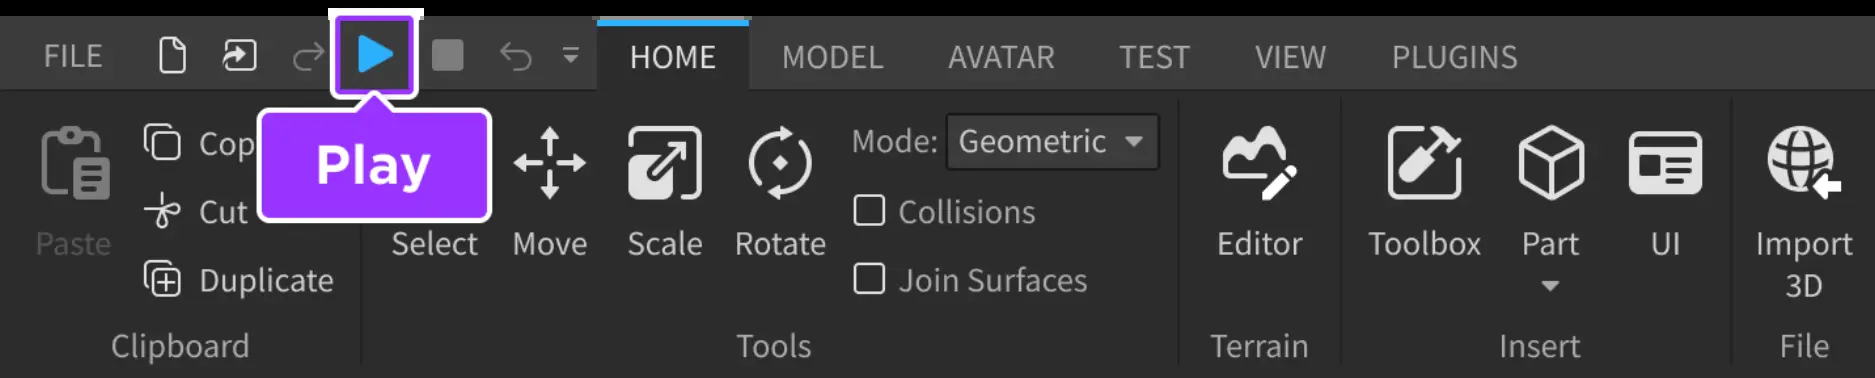 FILE HOME MODEL AVATAR TEST VIEW PLUGINS
Play
Paste
Cop
Cut
Duplicate
Clipboard
Select Move Scale Rotate
Mode: Geometric
Collisions
Join Surfaces
Tools
Editor
Terrain
Toolbox Part UI
Insert
Import
3D
File